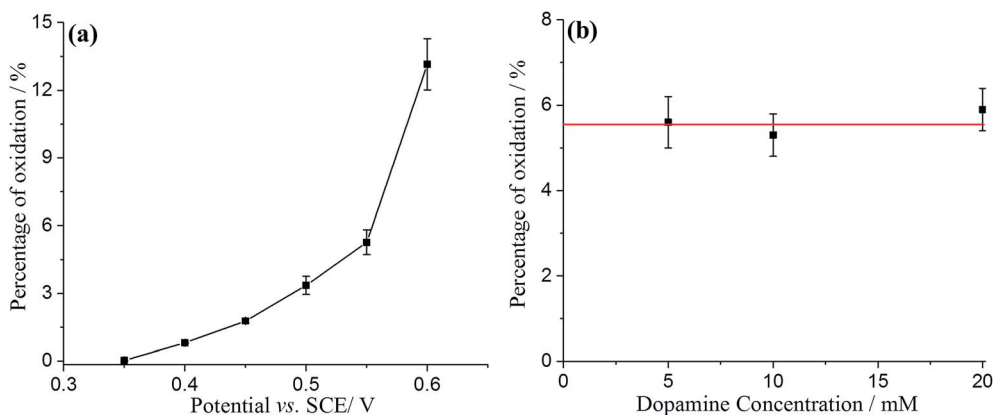 (a)
Percentage of oxidation / %
15
12
9
6
3
0
0.3 0.4 0.5 0.6
Potential vs. SCE/ V
(b)
Percentage of oxidation / %
8
6
4
2
0
0 5 10 15 20
Dopamine Concentration / mM